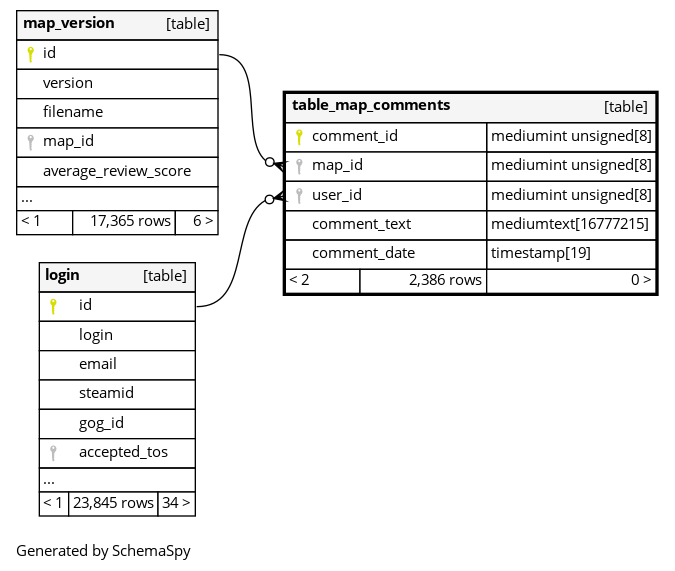 map_version [table]
id
version
filename
map_id
average_review_score
...
< 1 17,365 rows 6 >
table_map_comments [table]
comment_id mediumint unsigned[8]
map_id mediumint unsigned[8]
user_id mediumint unsigned[8]
comment_text mediumtext[16777215]
comment_date timestamp[19]
< 2 2,386 rows 0 >
login [table]
id
login
email
steamid
gog_id
accepted_tos
...
< 1 23,845 rows 34 >
Generated by SchemaSpy